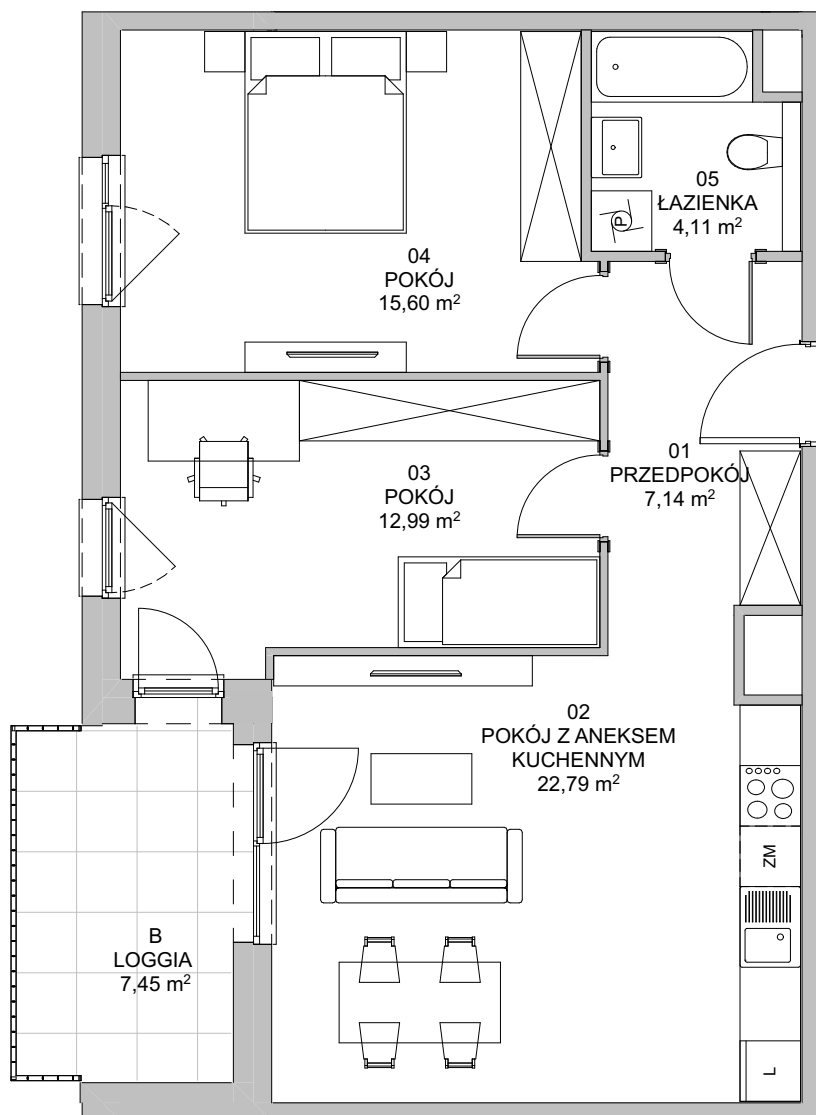 05
ŁAZIENKA
4,11 m²
P
04
POKÓJ
15,60 m²
01
PRZEDPOKÓJ
7,14 m²
03
POKÓJ
12,99 m²
02
POKÓJ Z ANEKSEM
KUCHENNYM
22,79 m²
ZM
B
LOGGIA
7,45 m²
L